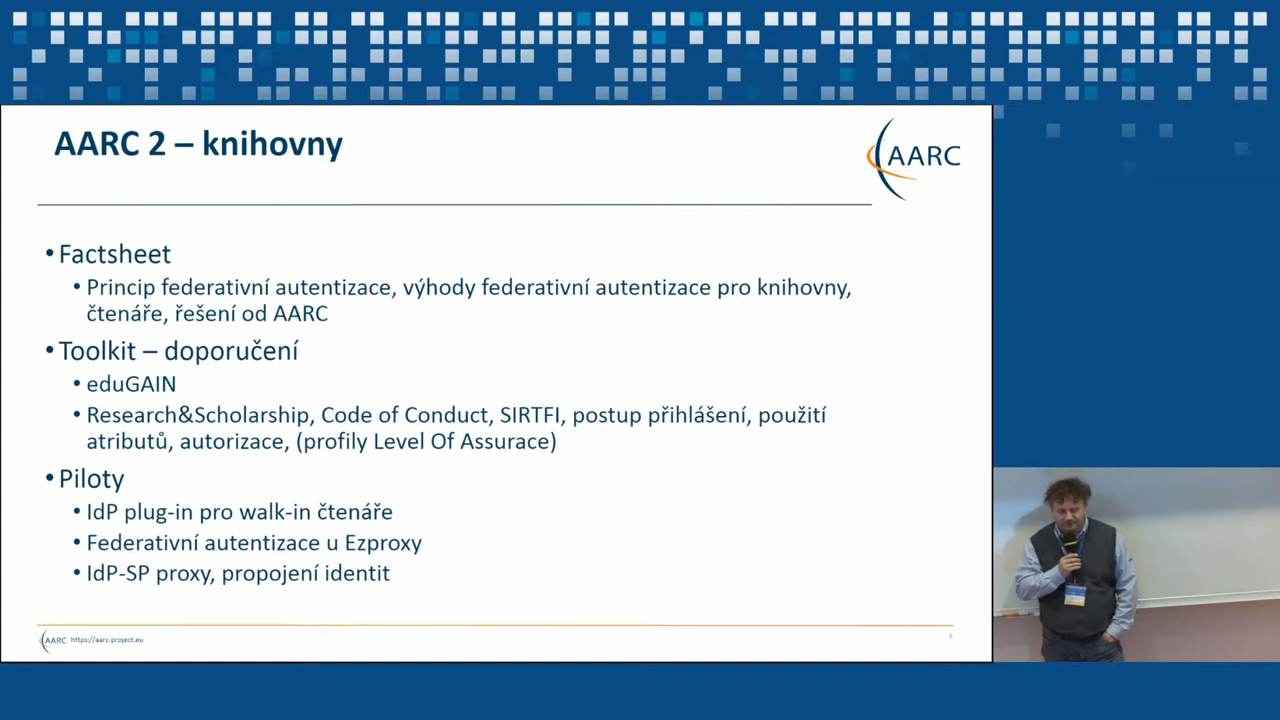 AARC 2 – knihovny
AARC
• Factsheet
• Princip federativní autentizace, výhody federativní autentizace pro knihovny,
čtenáře, řešení od AARC
• Toolkit – doporučení
• eduGAIN
• Research&Scholarship, Code of Conduct, SIRTFI, postup přihlášení, použití
atributů, autorizace, (profily Level Of Assurace)
• Piloty
• IdP plug-in pro walk-in čtenáře
• Federativní autentizace u Ezproxy
• IdP-SP proxy, propojení identit
AARC https://aarc-project.eu
6